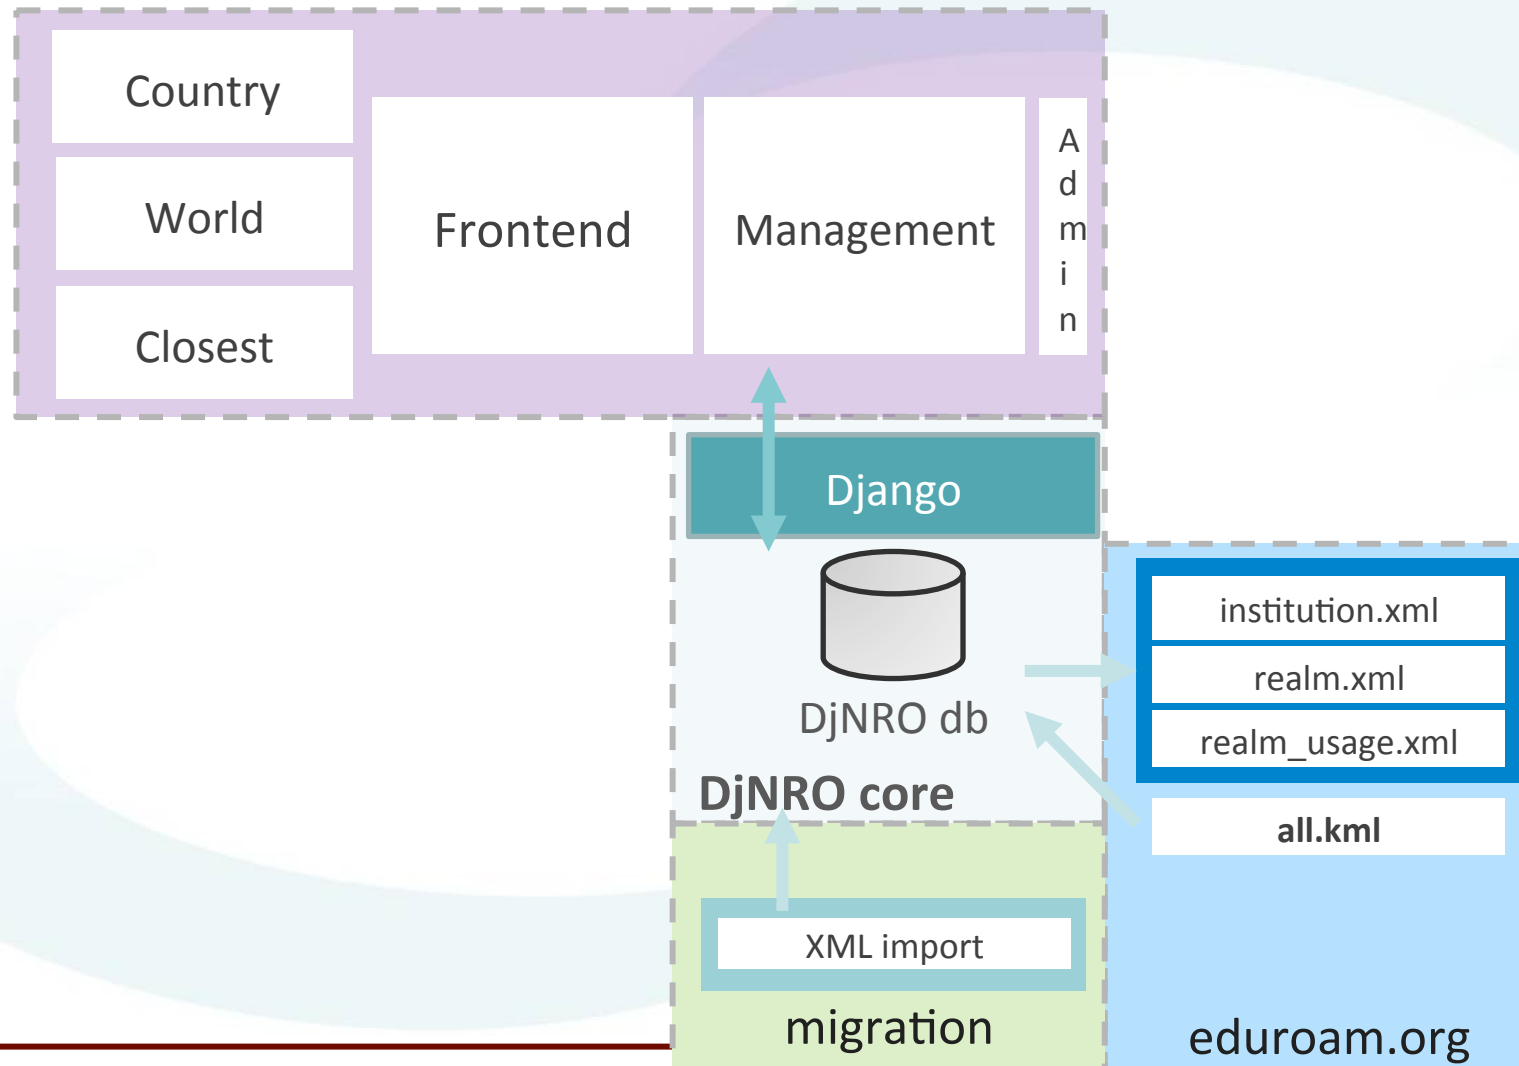 Country
World
Closest
Frontend
Management
A
d
m
i
n
Django
DjNRO db
DjNRO core
XML import
migration
institution.xml
realm.xml
realm_usage.xml
all.kml
eduroam.org